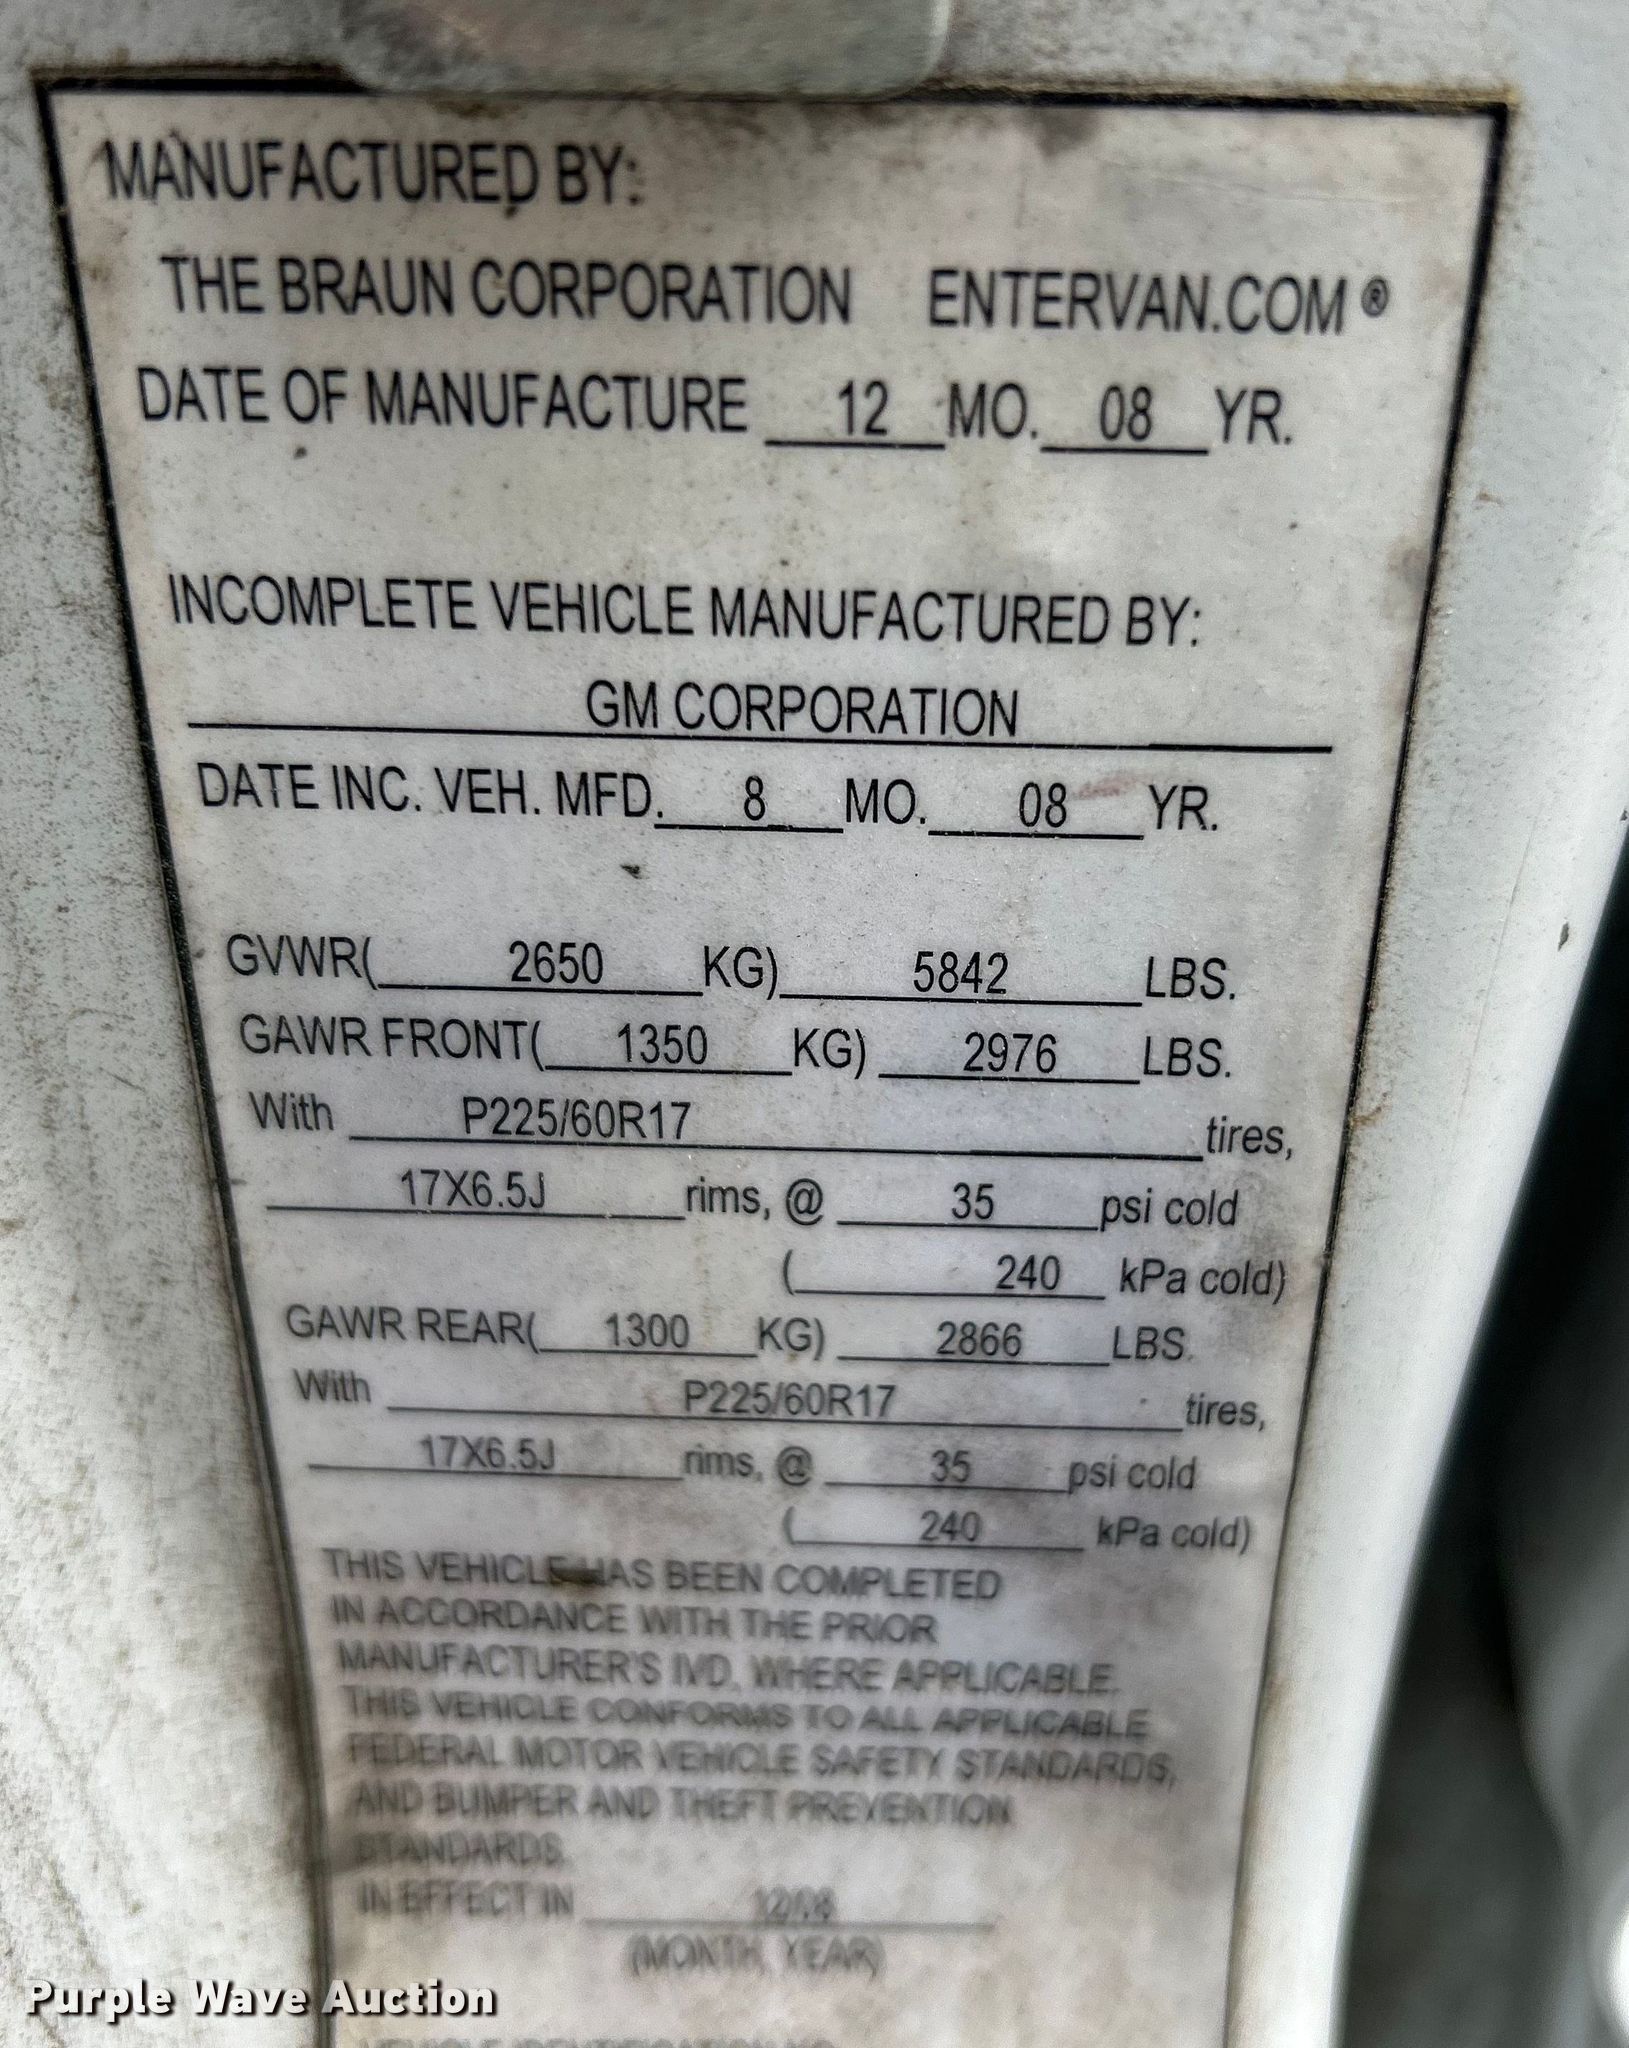 MANUFACTURED BY:
THE BRAUN CORPORATION ENTERVAN.COM®
DATE OF MANUFACTURE 12 MO. 08 YR.
INCOMPLETE VEHICLE MANUFACTURED BY:
GM CORPORATION
DATE INC. VEH. MFD. 8 MO. 08 YR.
GVWR( 2650 KG) 5842 LBS.
GAWR FRONT( 1350 KG) 2976 LBS.
With P225/60R17 tires,
17X6.5J rims, @ 35 psi cold
( 240 kPa cold)
GAWR REAR( 1300 KG) 2866 LBS.
With P225/60R17 tires,
17X6.5J rims, @ 35 psi cold
( 240 kPa cold)
THIS VEHICLE HAS BEEN COMPLETED
IN ACCORDANCE WITH THE PRIOR
MANUFACTURER'S IVD, WHERE APPLICABLE.
THIS VEHICLE CONFORMS TO ALL APPLICABLE
FEDERAL MOTOR VEHICLE SAFETY STANDARDS,
AND BUMPER AND THEFT PREVENTION
STANDARDS
IN EFFECT IN 12/08
(MONTH, YEAR)
Purple Wave Auction